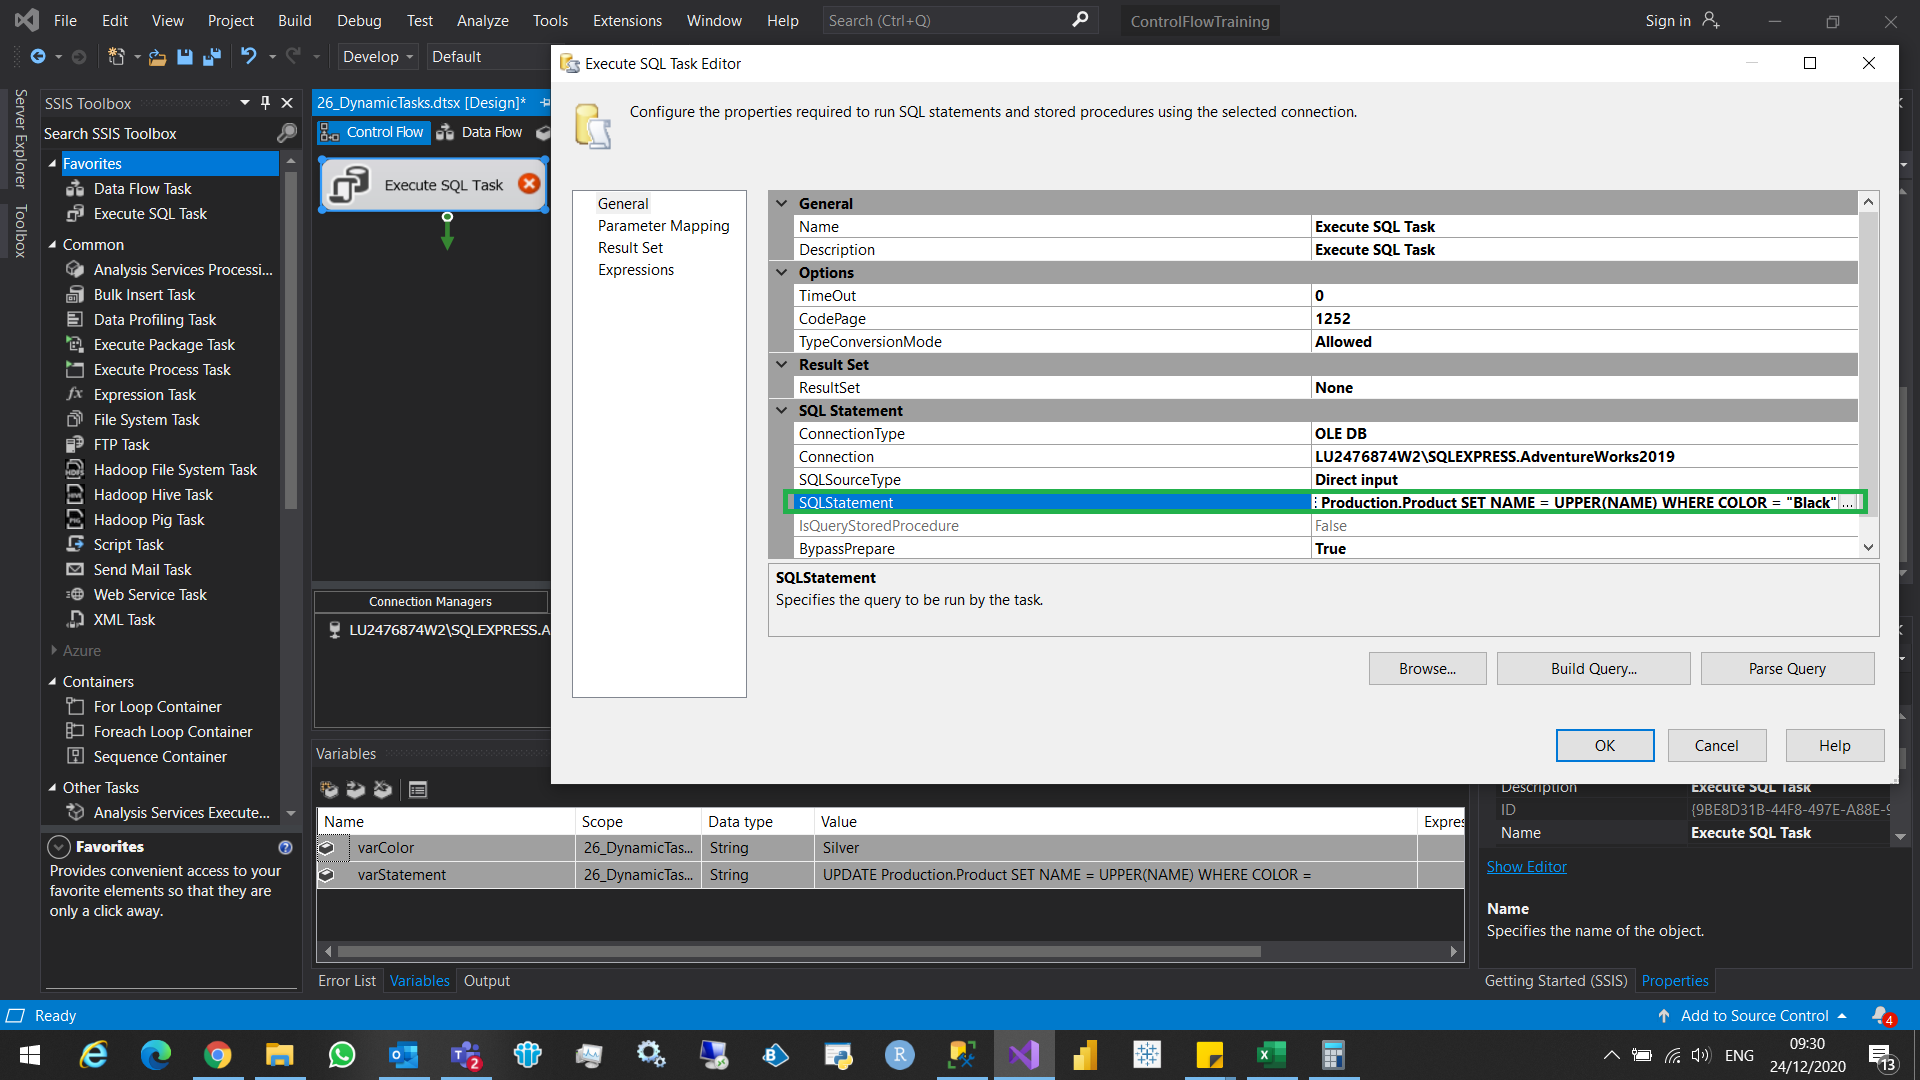 File Edit View Project Build Debug Test Analyze Tools Extensions Window Help Search (Ctrl+Q) ControlFlowTraining Sign in
Develop Default
Server Explorer
Toolbox
SSIS Toolbox
Search SSIS Toolbox
Favorites
Data Flow Task
Execute SQL Task
Common
Analysis Services Processi...
Bulk Insert Task
Data Profiling Task
Execute Package Task
Execute Process Task
Expression Task
File System Task
FTP Task
Hadoop File System Task
Hadoop Hive Task
Hadoop Pig Task
Script Task
Send Mail Task
Web Service Task
XML Task
Azure
Containers
For Loop Container
Foreach Loop Container
Sequence Container
Other Tasks
Analysis Services Execute...
Favorites
Provides convenient access to your
favorite elements so that they are
only a click away.
26_DynamicTasks.dtsx [Design]*
Control Flow Data Flow
Execute SQL Task
Connection Managers
LU2476874W2\SQLEXPRESS.A
Execute SQL Task Editor
Configure the properties required to run SQL statements and stored procedures using the selected connection.
General
Parameter Mapping
Result Set
Expressions
General
Name Execute SQL Task
Description Execute SQL Task
Options
TimeOut 0
CodePage 1252
TypeConversionMode Allowed
Result Set
ResultSet None
SQL Statement
ConnectionType OLE DB
Connection LU2476874W2\SQLEXPRESS.AdventureWorks2019
SQLSourceType Direct input
SQLStatement Production.Product SET NAME = UPPER(NAME) WHERE COLOR = "Black" ...
IsQueryStoredProcedure False
BypassPrepare True
SQLStatement
Specifies the query to be run by the task.
Browse... Build Query... Parse Query
OK Cancel Help
Variables
Name Scope Data type Value Expres
varColor 26_DynamicTas... String Silver
varStatement 26_DynamicTas... String UPDATE Production.Product SET NAME = UPPER(NAME) WHERE COLOR =
Error List Variables Output
Description Execute SQL Task
ID {9BE8D31B-44F8-497E-A88E-9
Name Execute SQL Task
Show Editor
Name
Specifies the name of the object.
Getting Started (SSIS) Properties
Ready Add to Source Control 4
2
ENG
09:30
24/12/2020
13